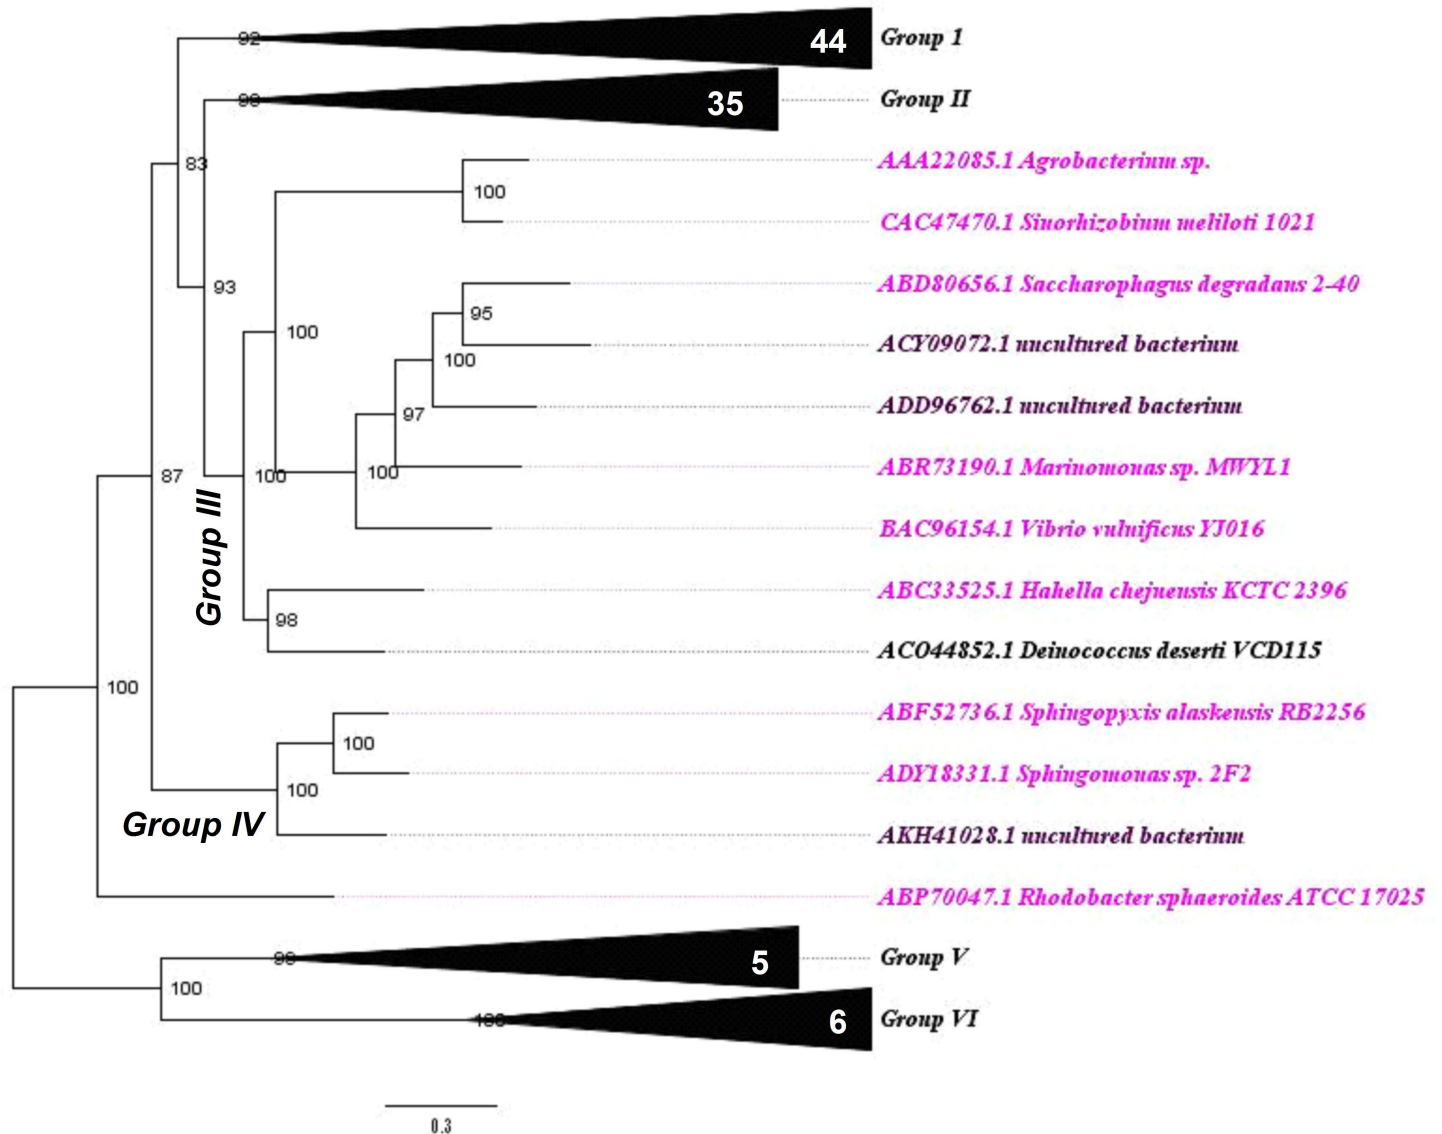 92
44
Group 1
35
Group II
83
AAA22085.1 Agrobacterium sp.
100
CAC47470.1 Sinorhizobium meliloti 1021
93
ABD80656.1 Saccharophagus degradans 2-40
95
100
ACY09072.1 uncultured bacterium
100
97
ADD96762.1 uncultured bacterium
87
100
100
ABR73190.1 Marinomonas sp. MWYL1
Group III
BAC96154.1 Vibrio vulnificus YJ016
ABC33525.1 Hahella chejuensis KCTC 2396
98
ACO44852.1 Deinococcus deserti VCD115
100
ABF52736.1 Sphingopyxis alaskensis RB2256
100
ADY18331.1 Sphingomonas sp. 2F2
100
Group IV
AKH41028.1 uncultured bacterium
ABP70047.1 Rhodobacter sphaeroides ATCC 17025
5
Group V
100
100
6
Group VI
0.3